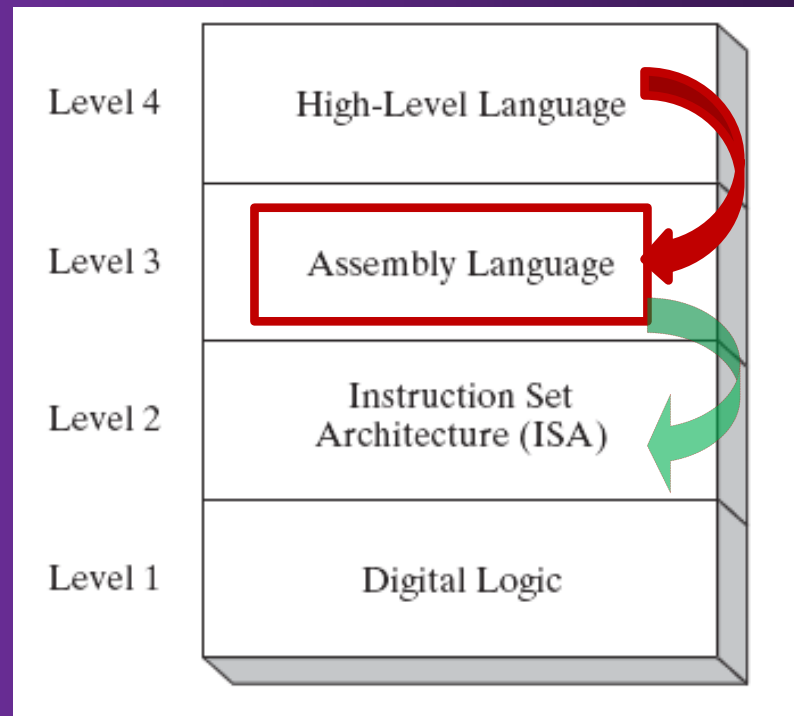 Level 4
High-Level Language
Level 3
Assembly Language
Level 2
Instruction Set
Architecture (ISA)
Level 1
Digital Logic